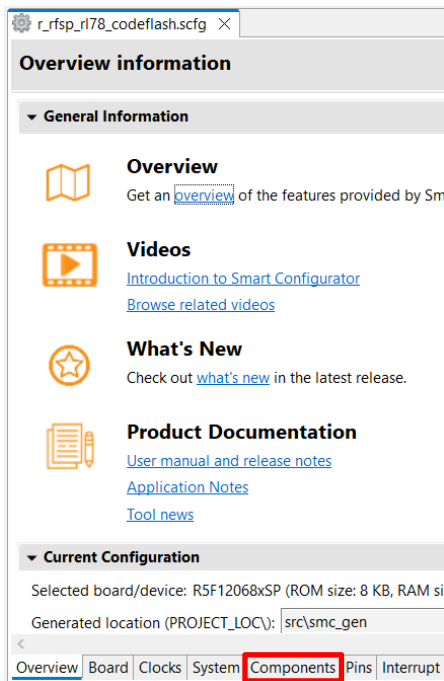 r_rfsp_rl78_codeflash.scfg
Overview information
General Information
Overview
Get an overview of the features provided by Sm
Videos
Introduction to Smart Configurator
Browse related videos
What's New
Check out what's new in the latest release.
Product Documentation
User manual and release notes
Application Notes
Tool news
Current Configuration
Selected board/device: R5F12068xSP (ROM size: 8 KB, RAM si
Generated location (PROJECT_LOC\): src\smc_gen
Overview Board Clocks System Components Pins Interrupt